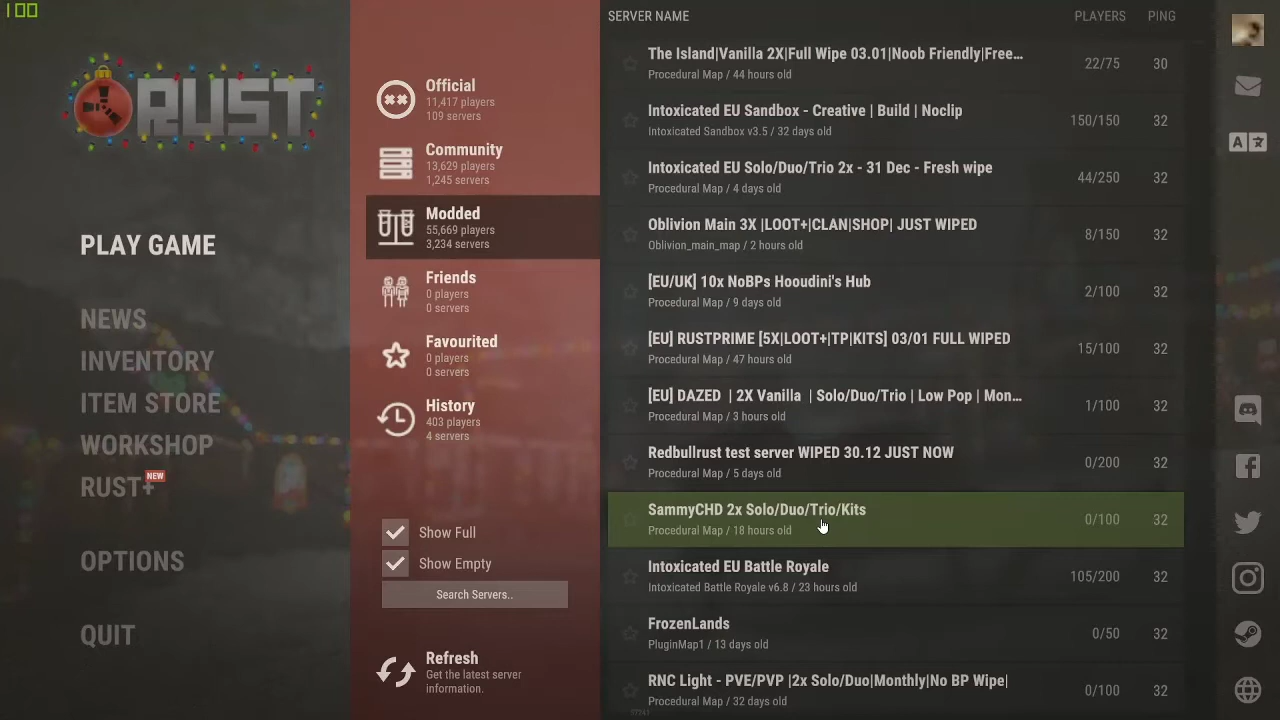 100
RUST
PLAY GAME
NEWS
INVENTORY
ITEM STORE
WORKSHOP
RUST+
NEW
OPTIONS
QUIT
Official
11,417 players
109 servers
Community
13,629 players
1,245 servers
Modded
55,669 players
3,234 servers
Friends
0 players
0 servers
Favourited
0 players
0 servers
History
403 players
4 servers
Show Full
Show Empty
Search Servers..
Refresh
Get the latest server
information.
SERVER NAME PLAYERS PING
The Island|Vanilla 2X|Full Wipe 03.01|Noob Friendly|Free...
Procedural Map / 44 hours old
22/75 30
Intoxicated EU Sandbox - Creative | Build | Noclip
Intoxicated Sandbox v3.5 / 32 days old
150/150 32
Intoxicated EU Solo/Duo/Trio 2x - 31 Dec - Fresh wipe
Procedural Map / 4 days old
44/250 32
Oblivion Main 3X |LOOT+|CLAN|SHOP| JUST WIPED
Oblivion_main_map / 2 hours old
8/150 32
[EU/UK] 10x NoBPs Hooudini's Hub
Procedural Map / 9 days old
2/100 32
[EU] RUSTPRIME [5X|LOOT+|TP|KITS] 03/01 FULL WIPED
Procedural Map / 47 hours old
15/100 32
[EU] DAZED | 2X Vanilla | Solo/Duo/Trio | Low Pop | Mon...
Procedural Map / 3 hours old
1/100 32
Redbullrust test server WIPED 30.12 JUST NOW
Procedural Map / 5 days old
0/200 32
SammyCHD 2x Solo/Duo/Trio/Kits
Procedural Map / 18 hours old
0/100 32
Intoxicated EU Battle Royale
Intoxicated Battle Royale v6.8 / 23 hours old
105/200 32
FrozenLands
PluginMap1 / 13 days old
0/50 32
RNC Light - PVE/PVP |2x Solo/Duo|Monthly|No BP Wipe|
Procedural Map / 32 days old
0/100 32
A文